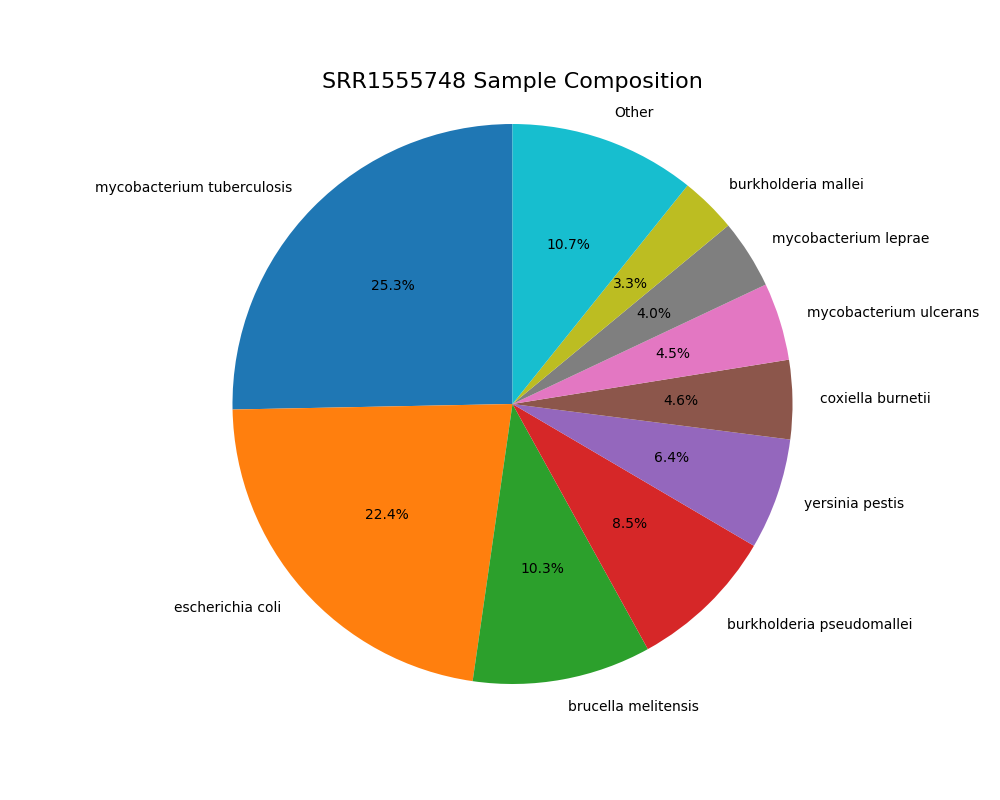 SRR1555748 Sample Composition
Other
burkholderia mallei
mycobacterium tuberculosis
mycobacterium leprae
10.7%
3.3%
25.3%
4.0%
mycobacterium ulcerans
4.5%
coxiella burnetii
4.6%
6.4%
yersinia pestis
22.4%
8.5%
10.3%
escherichia coli
burkholderia pseudomallei
brucella melitensis